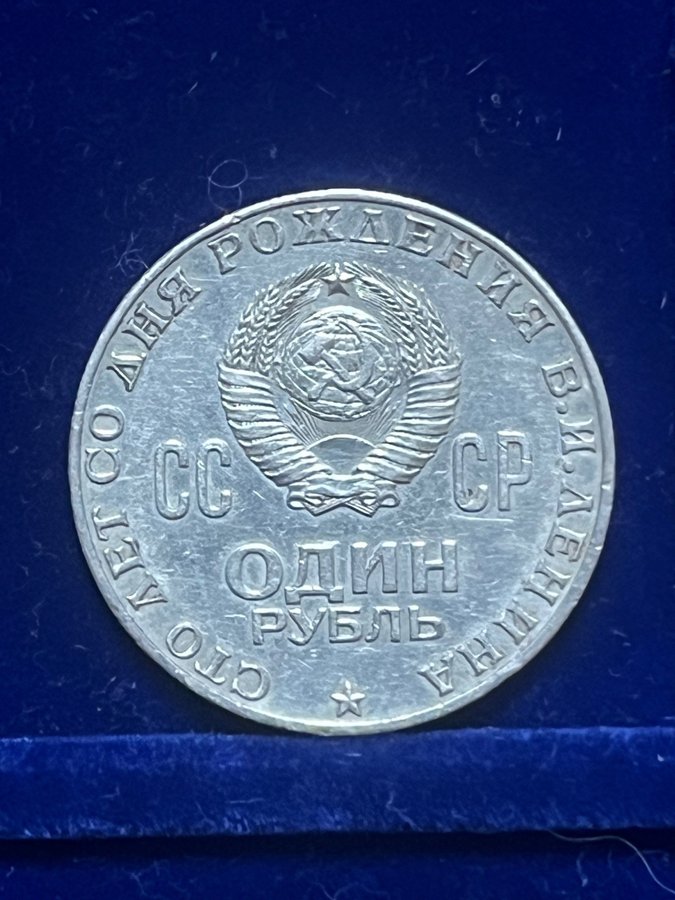 СТО ЛЕТ СО ДНЯ РОЖДЕНИЯ В.И.ЛЕНИНА
СС СР
ОДИН
РУБЛЬ